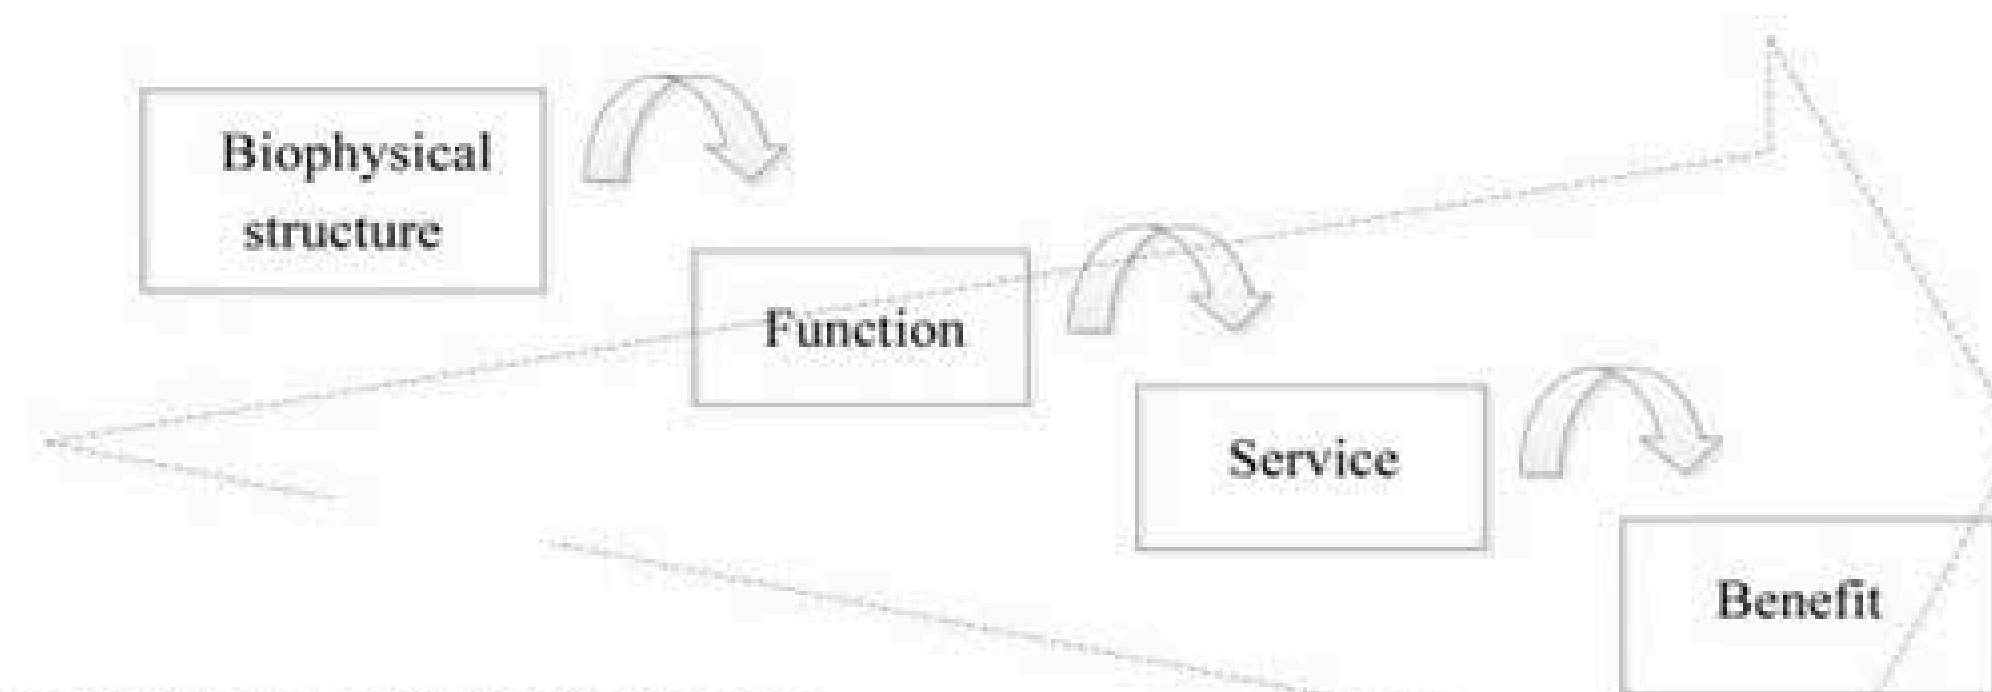 Biophysical
structure
Function
Service
Benefit